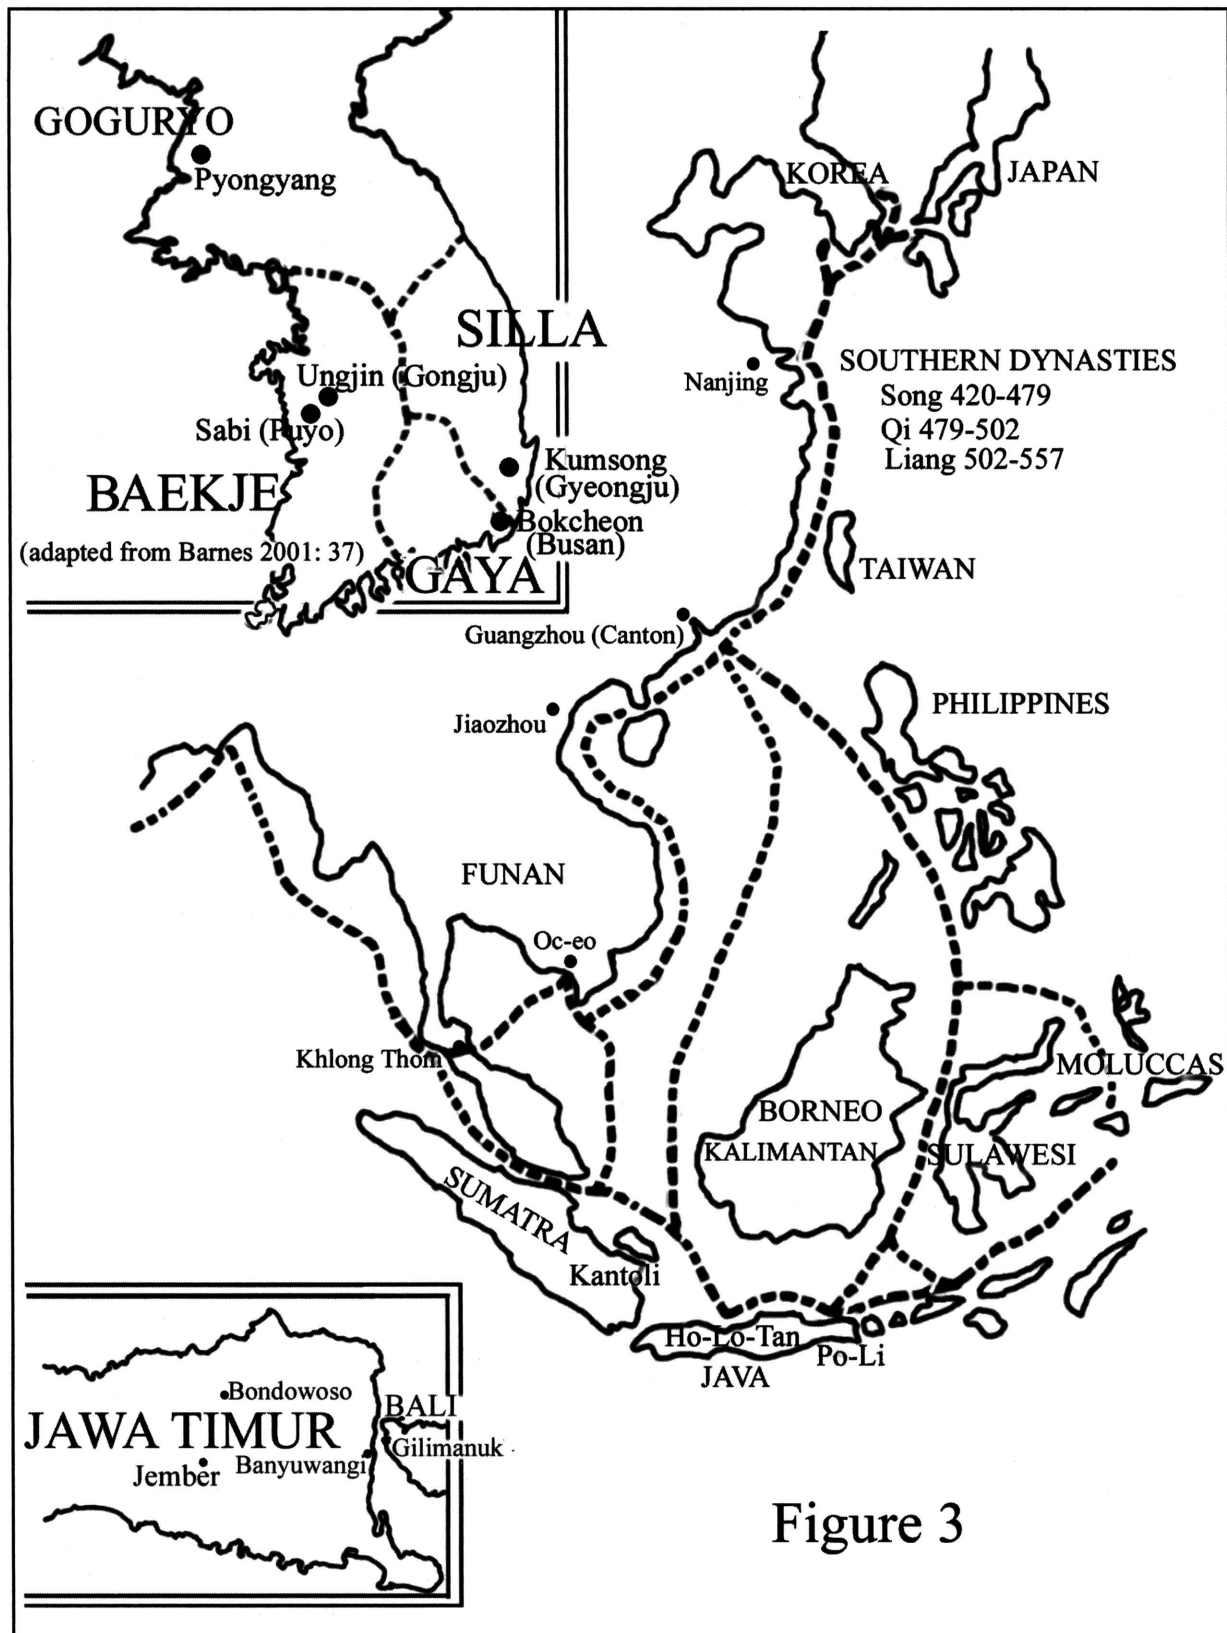 GOGURYO
Pyongyang
SILLA
Ungjin (Gongju)
Sabi (Puyo)
BAEKJE
Kumsong
(Gyeongju)
Bokcheon
(Busan)
(adapted from Barnes 2001: 37)
GAYA
KOREA
JAPAN
Nanjing
SOUTHERN DYNASTIES
Song 420-479
Qi 479-502
Liang 502-557
TAIWAN
Guangzhou (Canton)
Jiaozhou
PHILIPPINES
FUNAN
Oc-eo
Khlong Thom
MOLUCCAS
BORNEO
KALIMANTAN
SULAWESI
SUMATRA
Kantoli
Ho-Lo-Tan
Po-Li
JAVA
Bondowoso
BALI
JAWA TIMUR
Gilimanuk
Banyuwangi
Jember
Figure 3